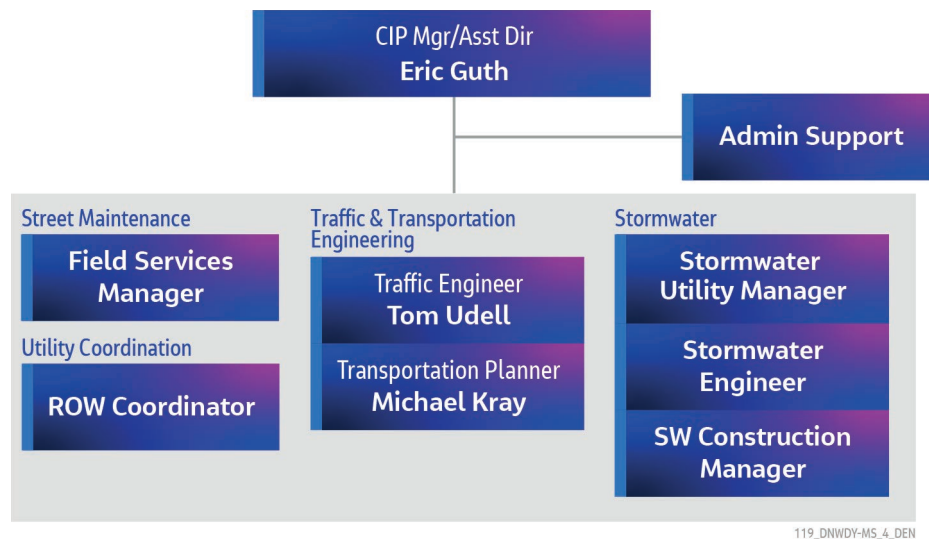 CIP Mgr/Asst Dir
Eric Guth
Admin Support
Street Maintenance
Field Services
Manager
Utility Coordination
ROW Coordinator
Traffic & Transportation
Engineering
Traffic Engineer
Tom Udell
Transportation Planner
Michael Kray
Stormwater
Stormwater
Utility Manager
Stormwater
Engineer
SW Construction
Manager
119_DNWDY-MS_4_DEN